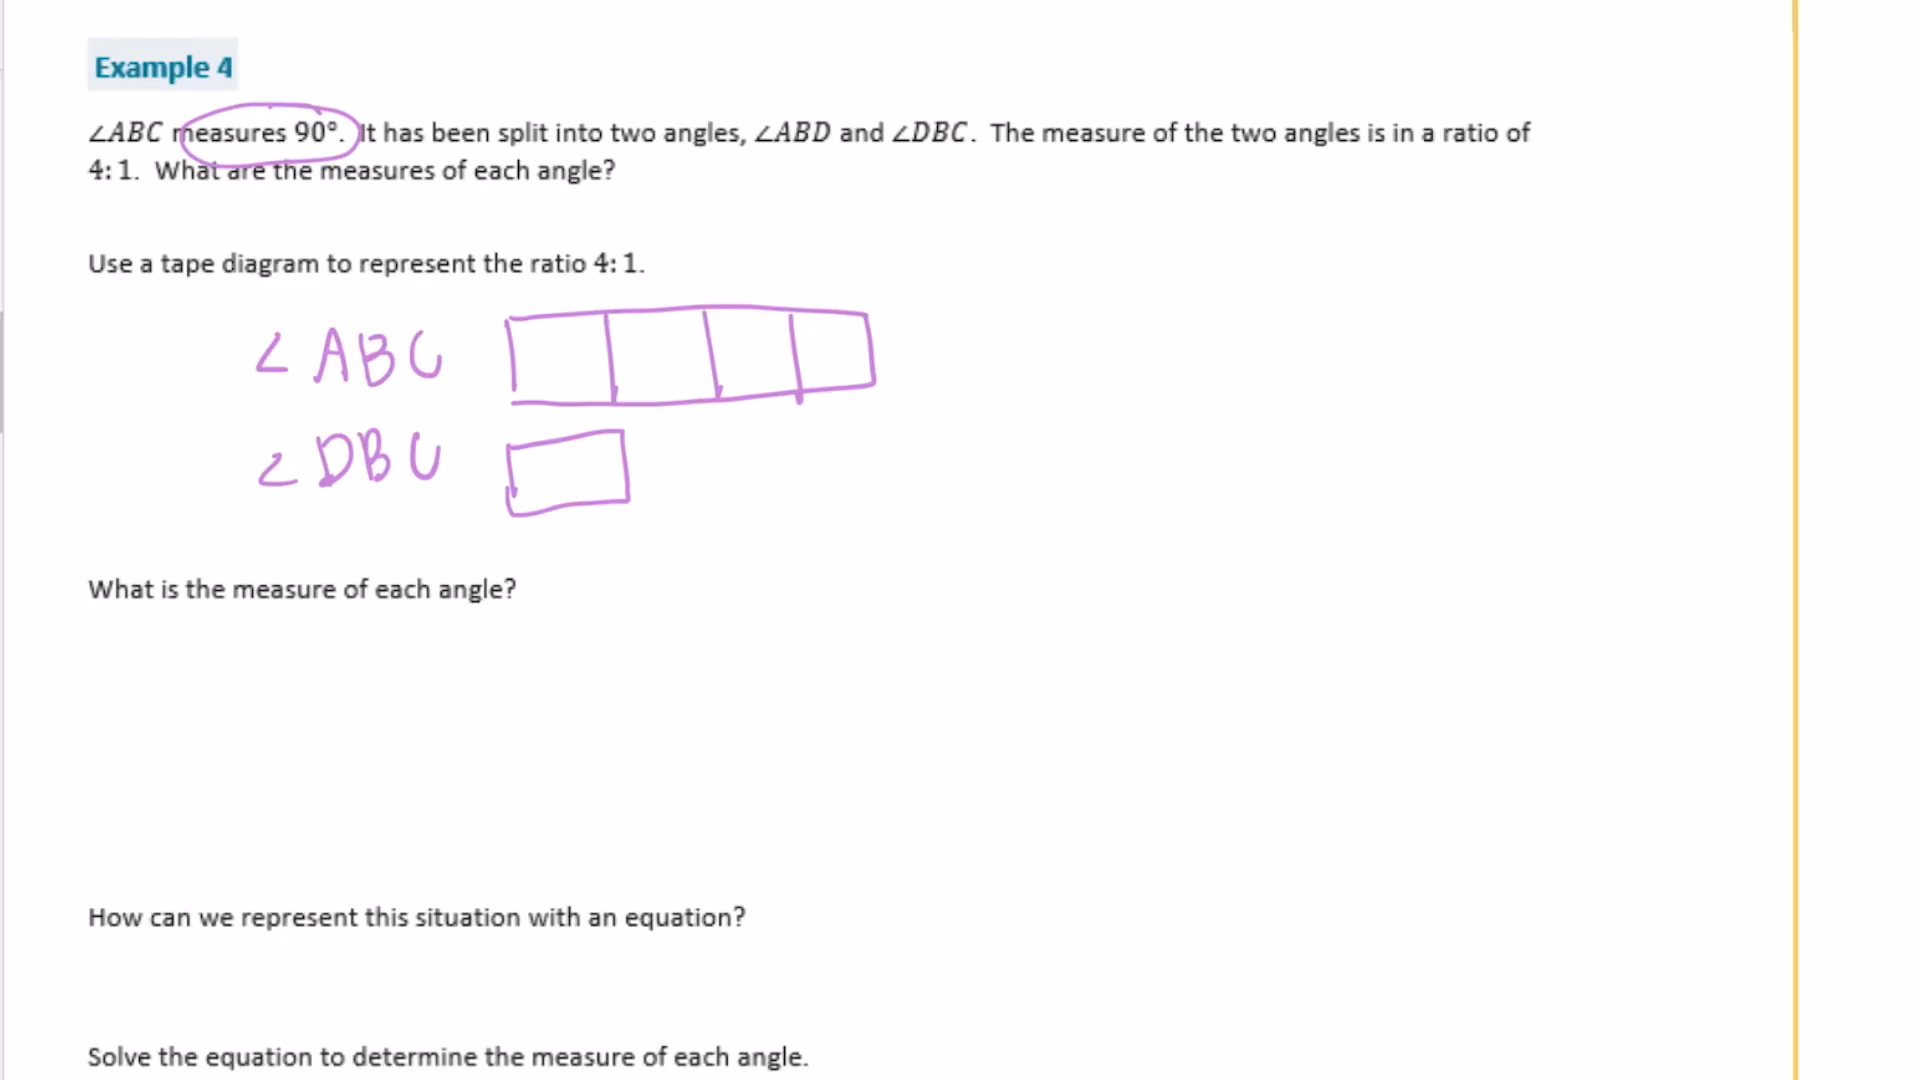 Example 4
∠ABC measures 90°. It has been split into two angles, ∠ABD and ∠DBC. The measure of the two angles is in a ratio of
4:1. What are the measures of each angle?
Use a tape diagram to represent the ratio 4:1.
∠ABC
∠DBC
What is the measure of each angle?
How can we represent this situation with an equation?
Solve the equation to determine the measure of each angle.